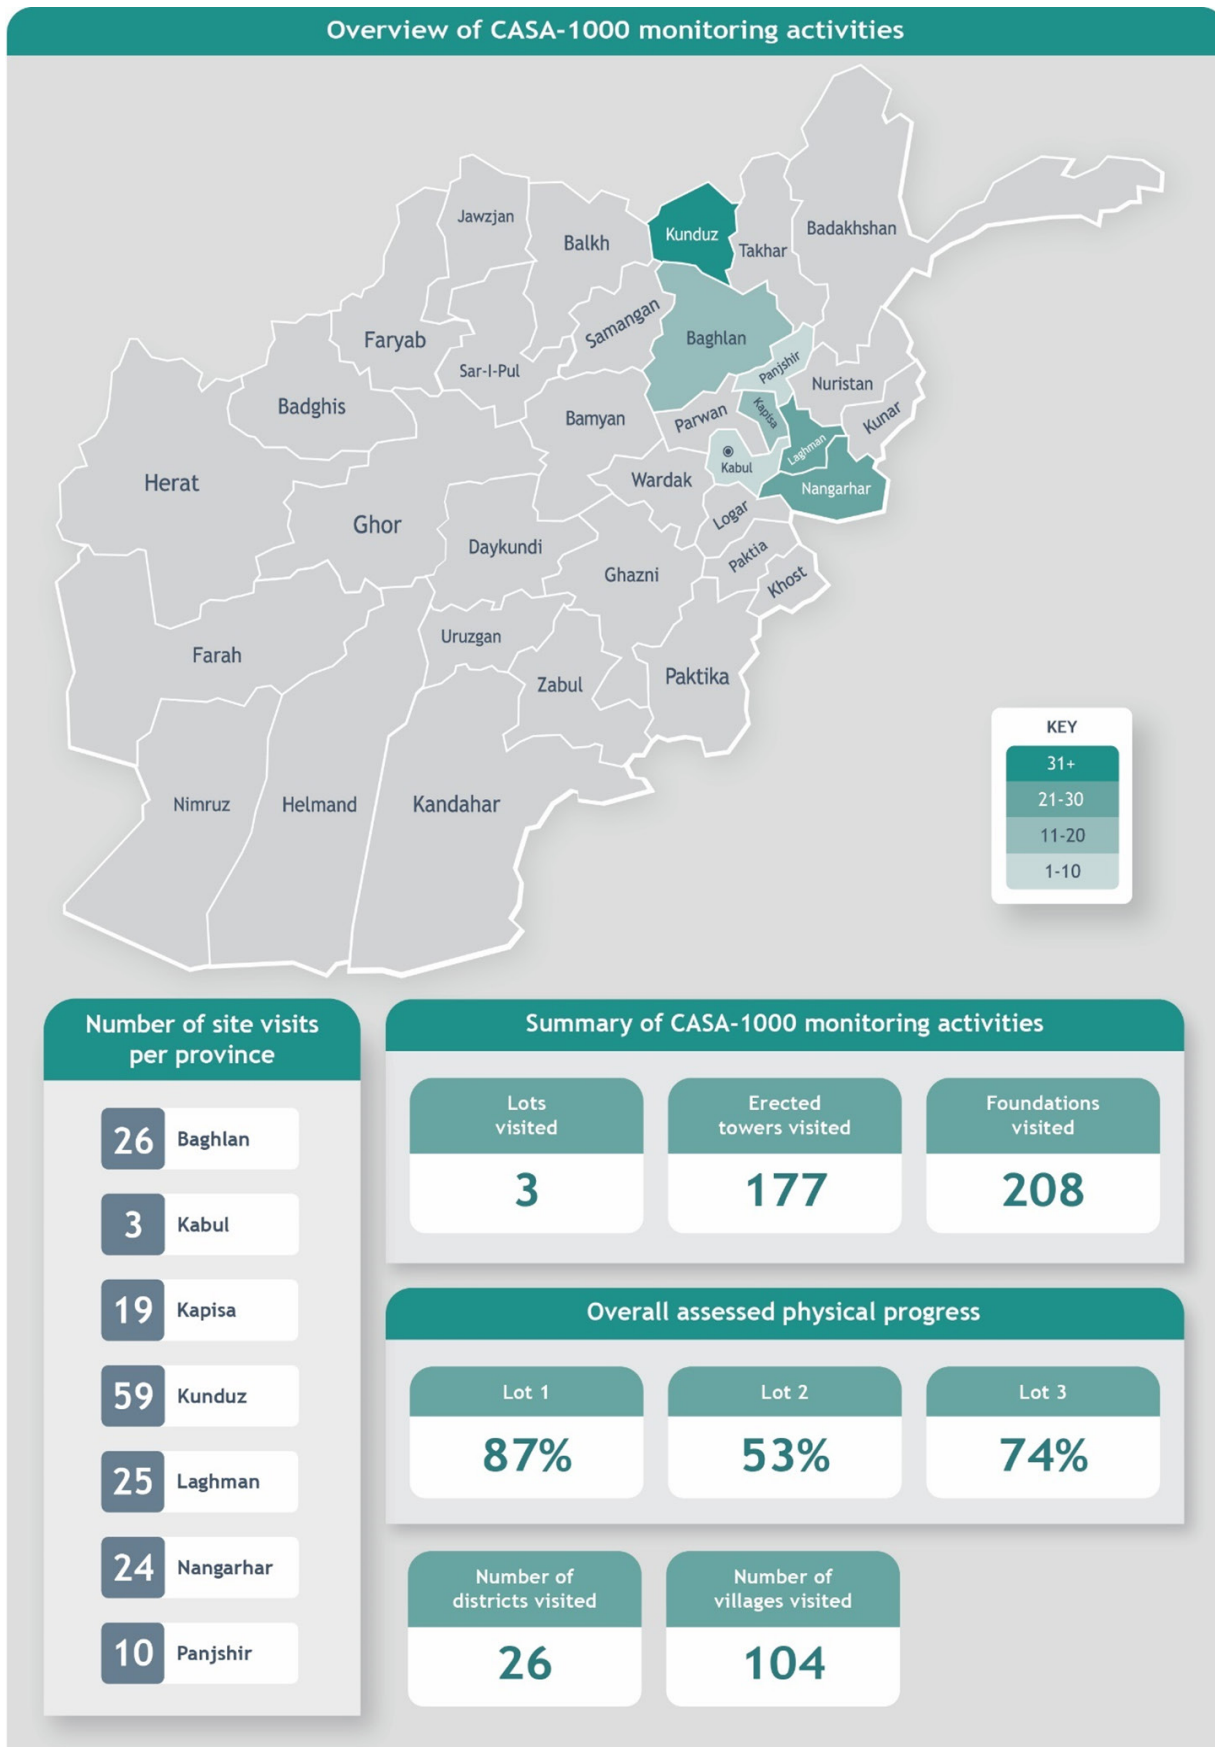 Overview of CASA-1000 monitoring activities
Jawzjan
Balkh
Kunduz
Takhar
Badakhshan
Faryab
Sar-I-Pul
Samangan
Baghlan
Panjshir
Nuristan
Kunar
Badghis
Bamyan
Parwan
Kapisa
Laghman
Herat
Wardak
Kabul
Nangarhar
Ghor
Logar
Daykundi
Ghazni
Paktia
Khost
Uruzgan
Farah
Zabul
Paktika
Nimruz
Helmand
Kandahar
KEY
31+
21-30
11-20
1-10
Number of site visits
per province
26 Baghlan
3 Kabul
19 Kapisa
59 Kunduz
25 Laghman
24 Nangarhar
10 Panjshir
Summary of CASA-1000 monitoring activities
Lots
visited
3
Erected
towers visited
177
Foundations
visited
208
Overall assessed physical progress
Lot 1
87%
Lot 2
53%
Lot 3
74%
Number of
districts visited
26
Number of
villages visited
104